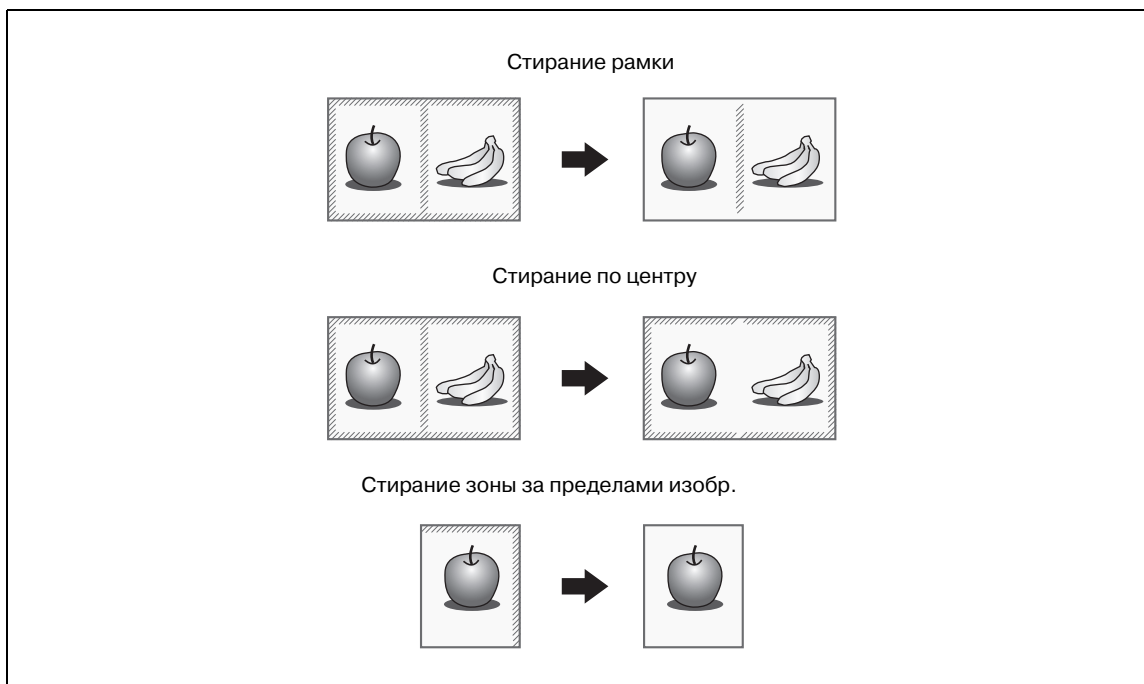 Стирание рамки
Стирание по центру
Стирание зоны за пределами изобр.